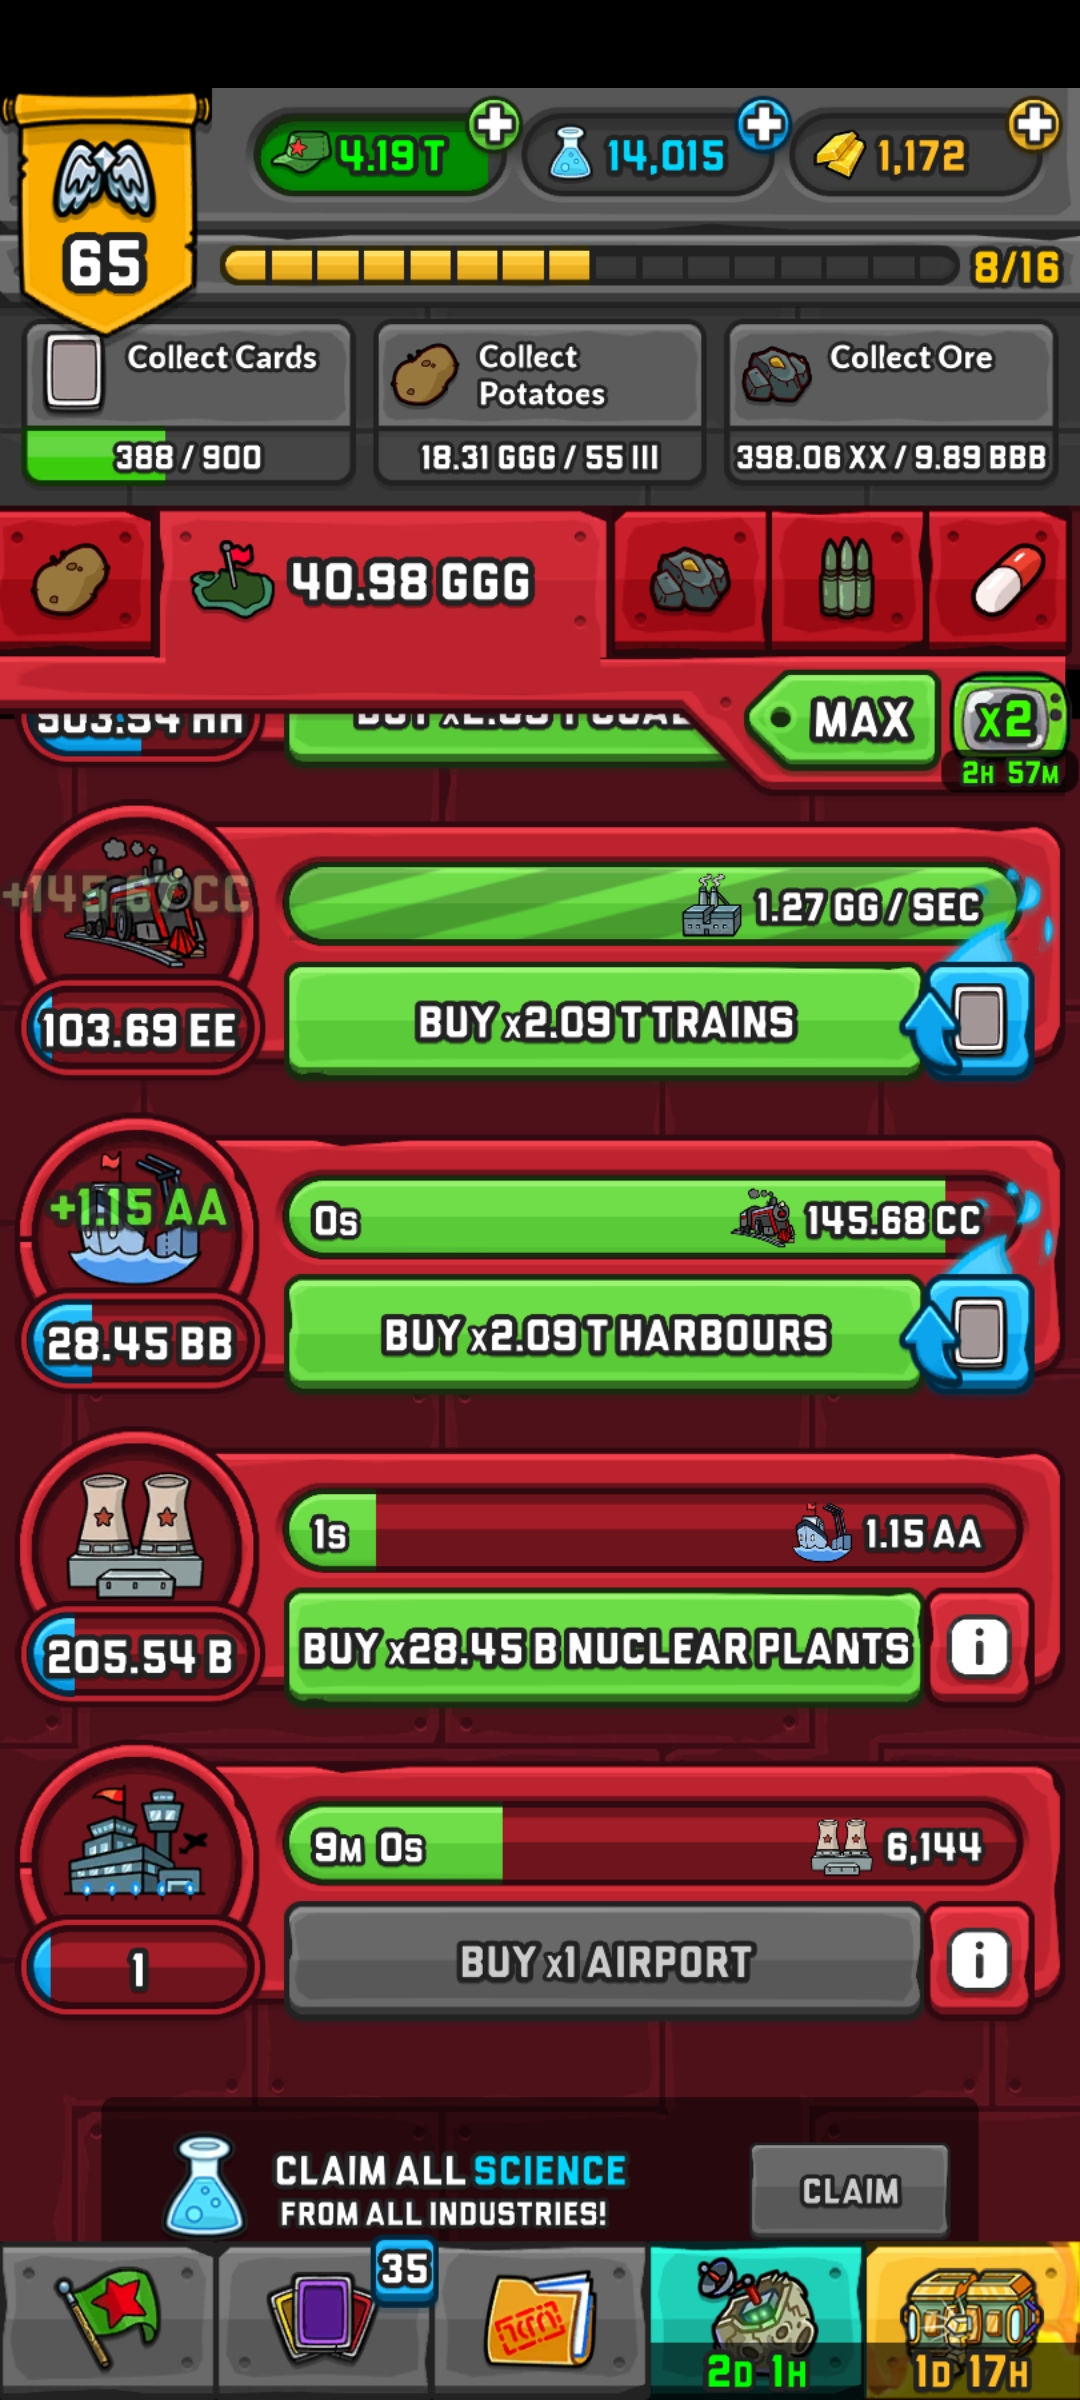 4.19 T
14,015
1,172
65
8/16
Collect Cards
388 / 900
Collect
Potatoes
18.31 GGG / 55 III
Collect Ore
398.06 XX / 9.89 BBB
40.98 GGG
MAX
x2
2H 57M
+145.67 CC
1.27 GG / SEC
103.69 EE
BUY x2.09 T TRAINS
+1.15 AA
0s
145.68 CC
28.45 BB
BUY x2.09 T HARBOURS
1s
1.15 AA
205.54 B
BUY x28.45 B NUCLEAR PLANTS
i
9M 0s
6,144
1
BUY x1 AIRPORT
i
CLAIM ALL SCIENCE
FROM ALL INDUSTRIES!
CLAIM
35
2D 1H
1D 17H